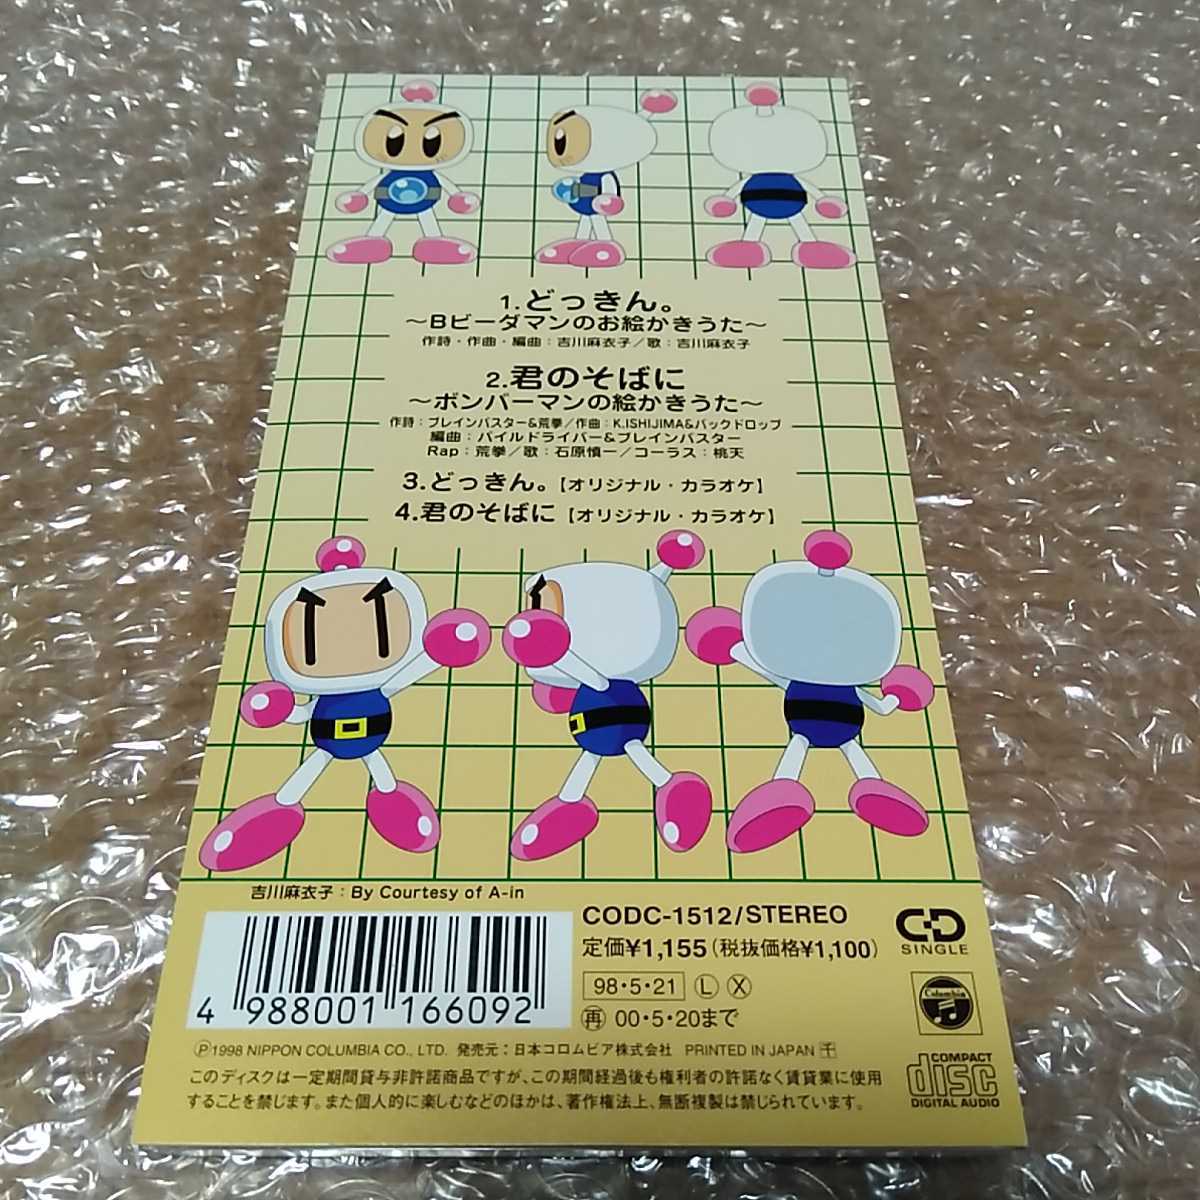 1.どっきん。
～Bビーダマンのお絵かきうた～
作詩・作曲・編曲：吉川麻衣子／歌：吉川麻衣子
2.君のそばに
～ボンバーマンの絵かきうた～
作詩：ブレインバスター&荒拳／作曲：K.ISHIJIMA&バックドロップ
編曲：パイルドライバー&ブレインバスター
Rap：荒拳／歌：石原慎一／コーラス：桃天
3.どっきん。【オリジナル・カラオケ】
4.君のそばに【オリジナル・カラオケ】
吉川麻衣子：By Courtesy of A-in
4 988001 166092
CODC-1512/STEREO
定価¥1,155(税抜価格¥1,100)
98・5・21 Ⓛ Ⓧ
㊢ 00・5・20まで
CD
SINGLE
Columbia
Ⓟ1998 NIPPON COLUMBIA CO., LTD. 発売元：日本コロムビア株式会社 PRINTED IN JAPAN 千
このディスクは一定期間貸与非許諾商品ですが、この期間経過後も権利者の許諾なく賃貸業に使用
することを禁じます。また個人的に楽しむなどのほかは、著作権法上、無断複製は禁じられています。
COMPACT
disc
DIGITAL AUDIO